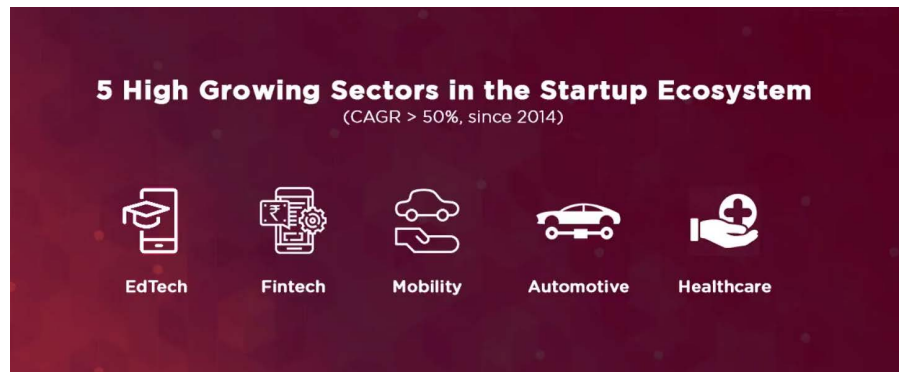 5 High Growing Sectors in the Startup Ecosystem
(CAGR > 50%, since 2014)
₹
EdTech Fintech Mobility Automotive Healthcare